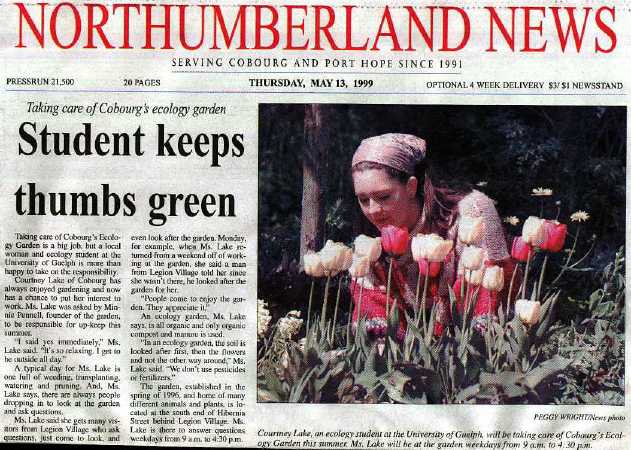 NORTHUMBERLAND NEWS
SERVING COBOURG AND PORT HOPE SINCE 1991
PRESSRUN 21,500 20 PAGES THURSDAY, MAY 13, 1999 OPTIONAL 4 WEEK DELIVERY $3/ $1 NEWSSTAND
Taking care of Cobourg's ecology garden
Student keeps
thumbs green
Taking care of Cobourg's Ecolo-
gy Garden is a big job, but a local
woman and ecology student at the
University of Guelph is more than
happy to take on the responsibility.
Courtney Lake of Cobourg has
always enjoyed gardening and now
has a chance to put her interest to
work. Ms. Lake was asked by Min-
nie Pennell, founder of the garden,
to be responsible for up-keep this
summer.
"I said yes immediately," Ms.
Lake said. "It's so relaxing. I get to
be outside all day."
A typical day for Ms. Lake is
one full of weeding, transplanting,
watering and pruning. And, Ms.
Lake says, there are always people
dropping in to look at the garden
and ask questions.
Ms. Lake said she gets many vis-
itors from Legion Village who ask
questions, just come to look, and
even look after the garden. Monday,
for example, when Ms. Lake re-
turned from a weekend off of work-
ing at the garden, she said a man
from Legion Village told her since
she wasn't there, he looked after the
garden for her.
"People come to enjoy the gar-
den. They appreciate it."
An ecology garden, Ms. Lake
says, is all organic and only organic
compost and manure is used.
"In an ecology garden, the soil is
looked after first, then the flowers
and not the other way around," Ms.
Lake said. "We don't use pesticides
or fertilizers."
The garden, established in the
spring of 1996, and home of many
different animals and plants, is lo-
cated at the south end of Hibernia
Street behind Legion Village. Ms.
Lake is there to answer questions
weekdays from 9 a.m. to 4:30 p.m.
PEGGY WRIGHT/News photo
Courtney Lake, an ecology student at the University of Guelph, will be taking care of Cobourg's Ecol-
ogy Garden this summer. Ms. Lake will be at the garden weekdays from 9 a.m. to 4:30 p.m.